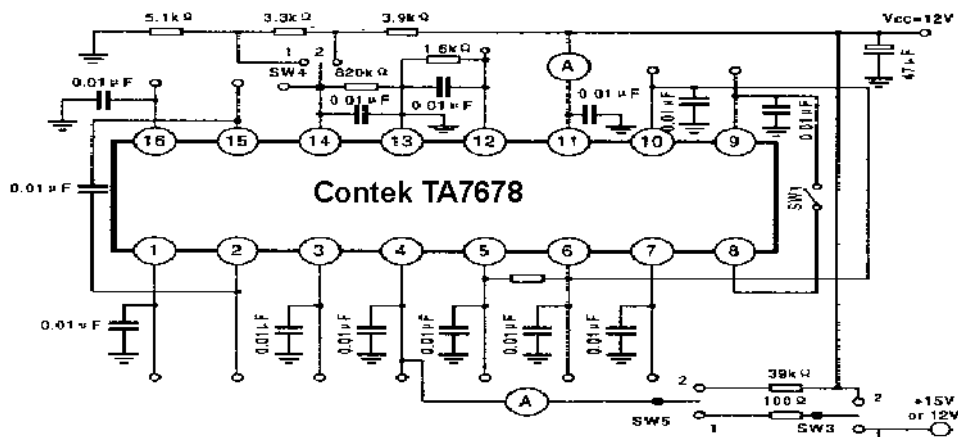 5.1kΩ 3.3kΩ 3.9kΩ
Vcc=12V
1 2
1.6kΩ
SW4
A
820kΩ
47μF
0.01μF
0.01μF
0.01μF
0.01μF
0.01μF
0.01μF
16 15 14 13 12 11 10 9
0.01μF
Contek TA7678
SW1
1 2 3 4 5 6 7 8
0.01μF
0.01μF
0.01μF
0.01μF
0.01μF
0.01μF
39kΩ
2
2
A
100Ω
+15V
or 12V
SW5
1
SW3
1